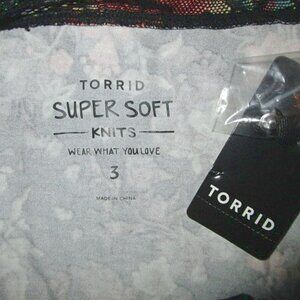 TORRID
SUPER SOFT
KNITS
WEAR WHAT YOU LOVE
3
MADE IN CHINA
TORRID